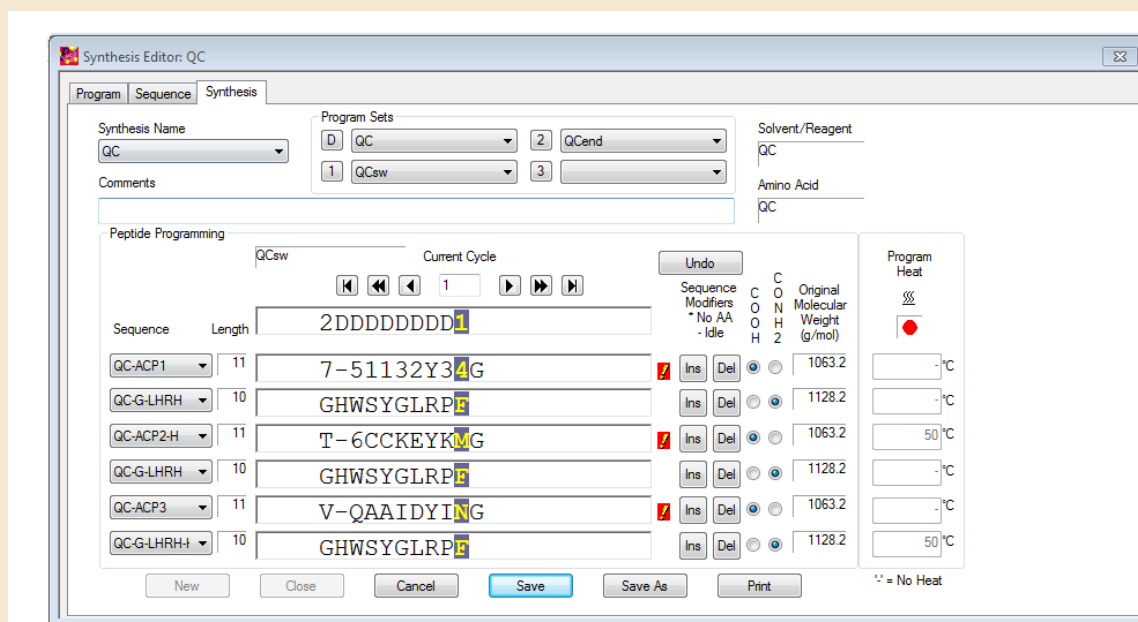 Synthesis Editor: QC
Program Sequence Synthesis
Synthesis Name
QC
Program Sets
D QC 2 QCend
1 QCsw 3
Solvent/Reagent
QC
Comments
Amino Acid
QC
Peptide Programming
QCsw Current Cycle
1
Undo
Sequence Modifiers
* No AA
- Idle
COOH
CONH2
Original Molecular Weight (g/mol)
Program Heat
Sequence Length 2DDDDDDDD1
QC-ACP1 11 7-51132Y34G ! Ins Del 1063.2 - °C
QC-G-LHRH 10 GHWSYGLRPF Ins Del 1128.2 - °C
QC-ACP2-H 11 T-6CCKEYKMG ! Ins Del 1063.2 50 °C
QC-G-LHRH 10 GHWSYGLRPF Ins Del 1128.2 - °C
QC-ACP3 11 V-QAAIDYING ! Ins Del 1063.2 - °C
QC-G-LHRH-H 10 GHWSYGLRPF Ins Del 1128.2 50 °C
New Close Cancel Save Save As Print
'-' = No Heat